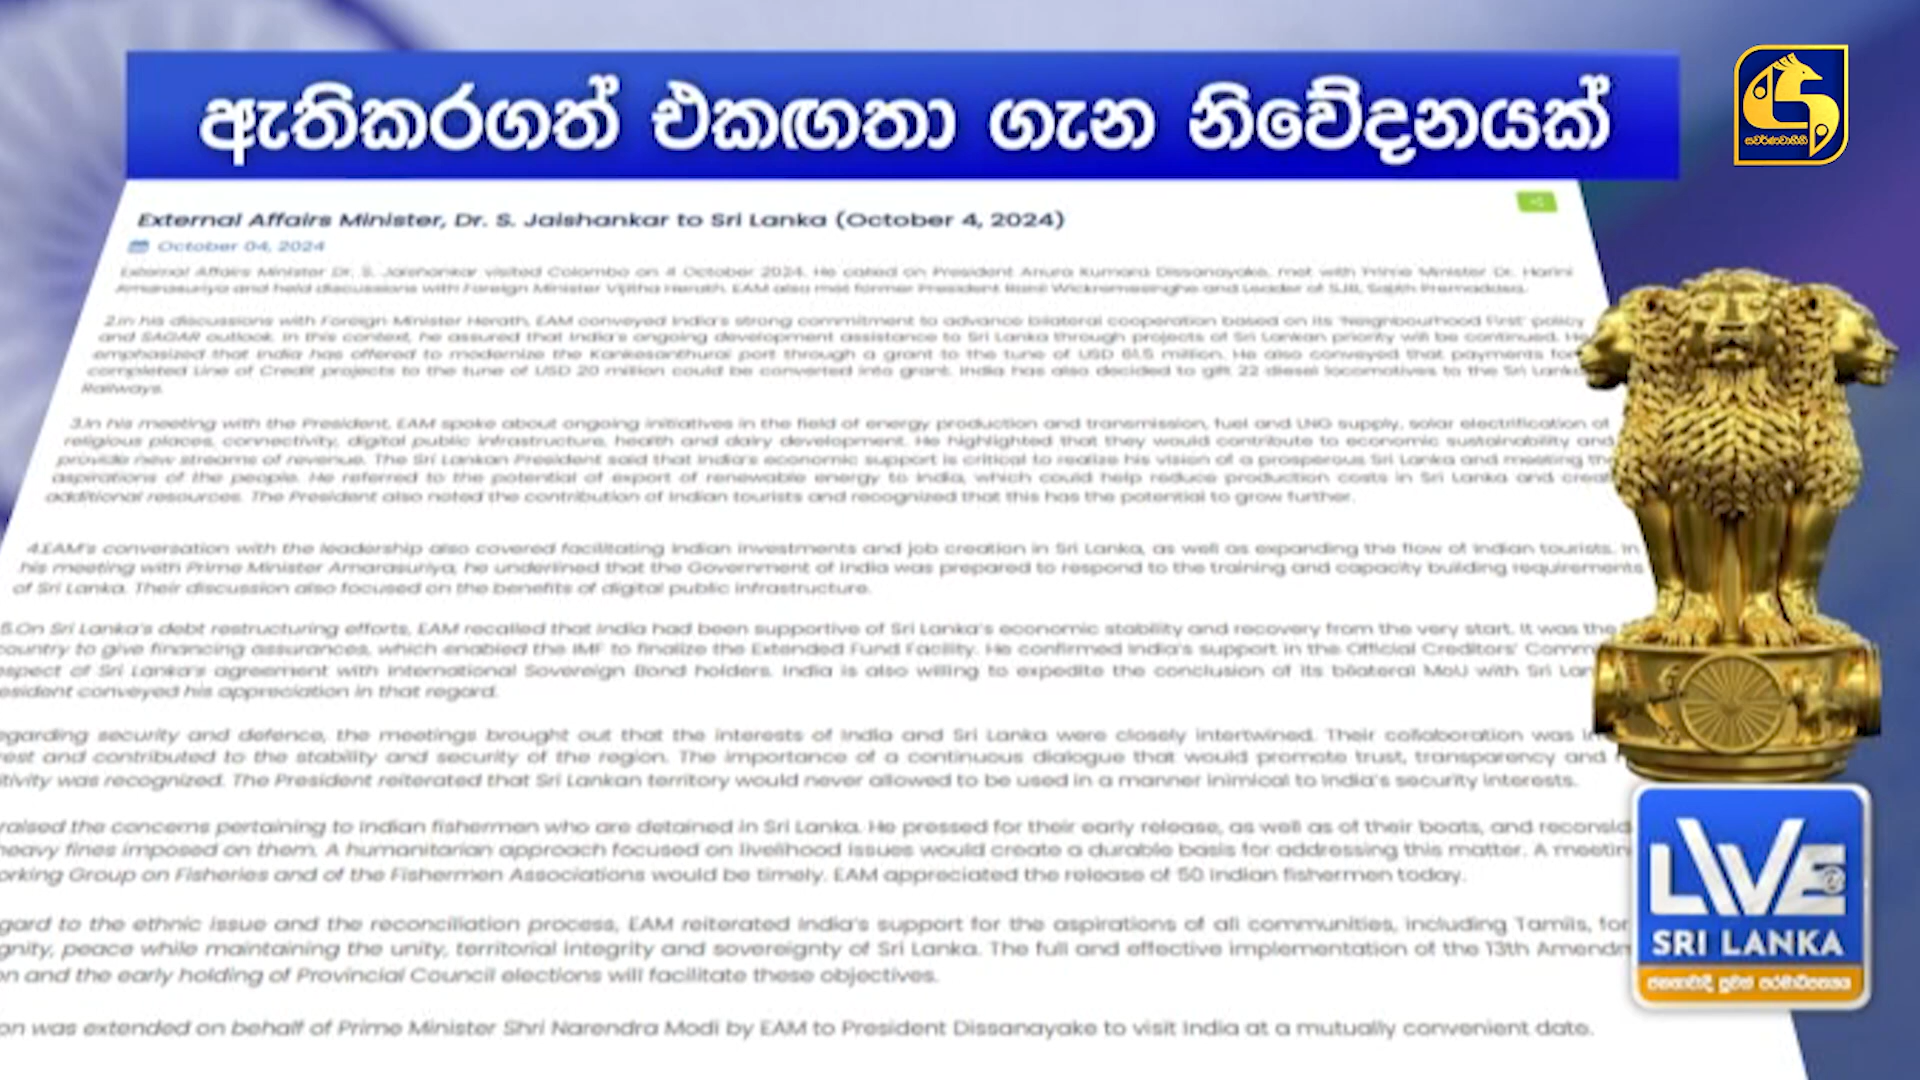 ඇතිකරගත් එකඟතා ගැන නිවේදනයක්
ස්වර්ණවාහිනී
External Affairs Minister, Dr. S. Jaishankar to Sri Lanka (October 4, 2024)
October 04, 2024
External Affairs Minister Dr. S. Jaishankar visited Colombo on 4 October 2024. He called on President Anura Kumara Dissanayake, met with Prime Minister Dr. Harini
Amarasuriya and held discussions with Foreign Minister Vijitha Herath. EAM also met former President Ranil Wickremesinghe and Leader of SJB, Sajith Premadasa.
2.In his discussions with Foreign Minister Herath, EAM conveyed India's strong commitment to advance bilateral cooperation based on its 'Neighbourhood First' policy
and SAGAR outlook. In this context, he assured that India's ongoing development assistance to Sri Lanka through projects of Sri Lankan priority will be continued. He
emphasized that India has offered to modernize the Kankesanthurai port through a grant to the tune of USD 61.5 million. He also conveyed that payments for
completed Line of Credit projects to the tune of USD 20 million could be converted into grant. India has also decided to gift 22 diesel locomotives to the Sri Lanka
Railways.
3.In his meeting with the President, EAM spoke about ongoing initiatives in the field of energy production and transmission, fuel and LNG supply, solar electrification of
religious places, connectivity, digital public infrastructure, health and dairy development. He highlighted that they would contribute to economic sustainability and
provide new streams of revenue. The Sri Lankan President said that India's economic support is critical to realize his vision of a prosperous Sri Lanka and meeting the
aspirations of the people. He referred to the potential of export of renewable energy to India, which could help reduce production costs in Sri Lanka and creat
additional resources. The President also noted the contribution of Indian tourists and recognized that this has the potential to grow further.
4.EAM's conversation with the leadership also covered facilitating Indian investments and job creation in Sri Lanka, as well as expanding the flow of Indian tourists. In
his meeting with Prime Minister Amarasuriya, he underlined that the Government of India was prepared to respond to the training and capacity building requirements
of Sri Lanka. Their discussion also focused on the benefits of digital public infrastructure.
5.On Sri Lanka's debt restructuring efforts, EAM recalled that India had been supportive of Sri Lanka's economic stability and recovery from the very start. It was the
country to give financing assurances, which enabled the IMF to finalize the Extended Fund Facility. He confirmed India's support in the Official Creditors' Comm
espect of Sri Lanka's agreement with International Sovereign Bond holders. India is also willing to expedite the conclusion of its bilateral MoU with Sri Lan
esident conveyed his appreciation in that regard.
egarding security and defence, the meetings brought out that the interests of India and Sri Lanka were closely intertwined. Their collaboration was in
rest and contributed to the stability and security of the region. The importance of a continuous dialogue that would promote trust, transparency and
itivity was recognized. The President reiterated that Sri Lankan territory would never allowed to be used in a manner inimical to India's security interests.
raised the concerns pertaining to Indian fishermen who are detained in Sri Lanka. He pressed for their early release, as well as of their boats, and reconsid
heavy fines imposed on them. A humanitarian approach focused on livelihood issues would create a durable basis for addressing this matter. A meetin
orking Group on Fisheries and of the Fishermen Associations would be timely. EAM appreciated the release of 50 Indian fishermen today.
gard to the ethnic issue and the reconciliation process, EAM reiterated India's support for the aspirations of all communities, including Tamils, for
gnity, peace while maintaining the unity, territorial integrity and sovereignty of Sri Lanka. The full and effective implementation of the 13th Amendm
on and the early holding of Provincial Council elections will facilitate these objectives.
on was extended on behalf of Prime Minister Shri Narendra Modi by EAM to President Dissanayake to visit India at a mutually convenient date.
LIVE
SRI LANKA